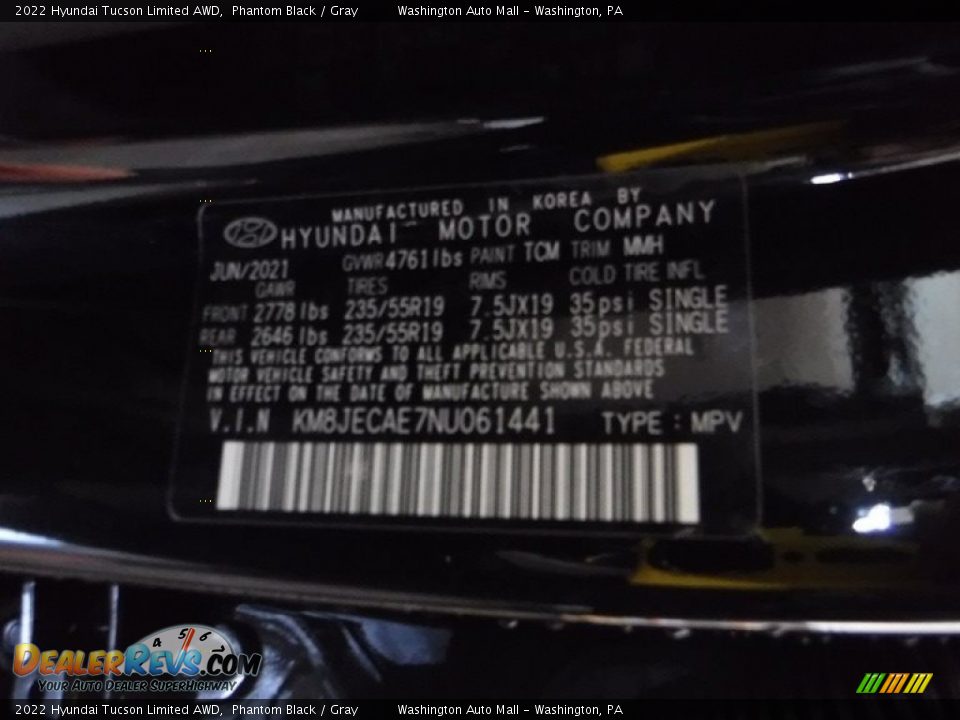 2022 Hyundai Tucson Limited AWD, Phantom Black / Gray Washington Auto Mall - Washington, PA
MANUFACTURED IN KOREA BY
HYUNDAI MOTOR COMPANY
JUN/2021 GVWR 4761 lbs PAINT TCM TRIM MMH
GAWR TIRES RIMS COLD TIRE INFL
FRONT 2778 lbs 235/55R19 7.5JX19 35psi SINGLE
REAR 2646 lbs 235/55R19 7.5JX19 35psi SINGLE
THIS VEHICLE CONFORMS TO ALL APPLICABLE U.S.A. FEDERAL
MOTOR VEHICLE SAFETY AND THEFT PREVENTION STANDARDS
IN EFFECT ON THE DATE OF MANUFACTURE SHOWN ABOVE
V.I.N KM8JECAE7NU061441 TYPE : MPV
4 5 6
DealerRevs.com
Your Auto Dealer SuperHighway
2022 Hyundai Tucson Limited AWD, Phantom Black / Gray Washington Auto Mall - Washington, PA